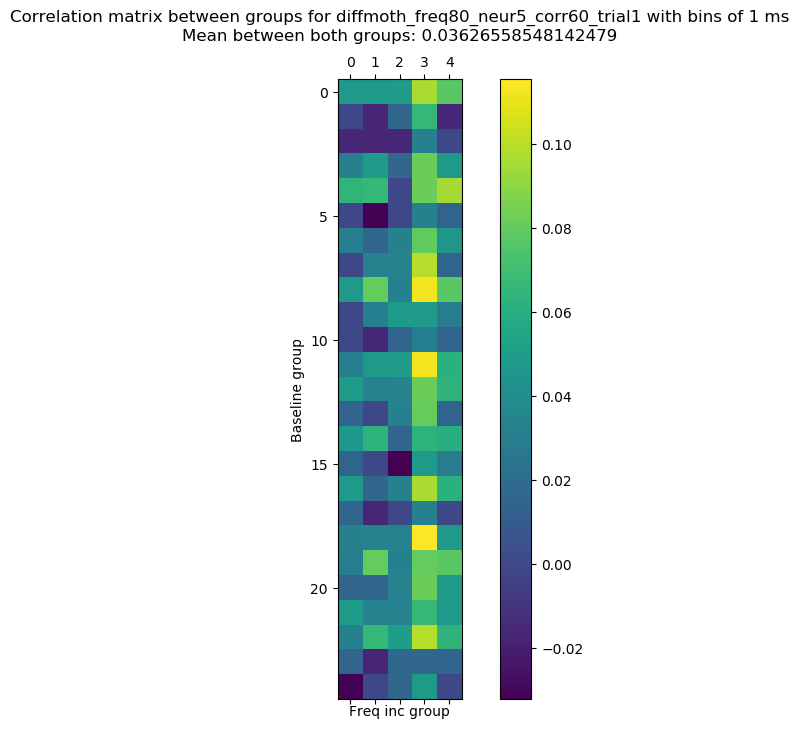 Correlation matrix between groups for diffmoth_freq80_neur5_corr60_trial1 with bins of 1 ms
Mean between both groups: 0.03626558548142479
0 1 2 3 4
0
5
10
15
20
Baseline group
Freq inc group
0.10
0.08
0.06
0.04
0.02
0.00
−0.02